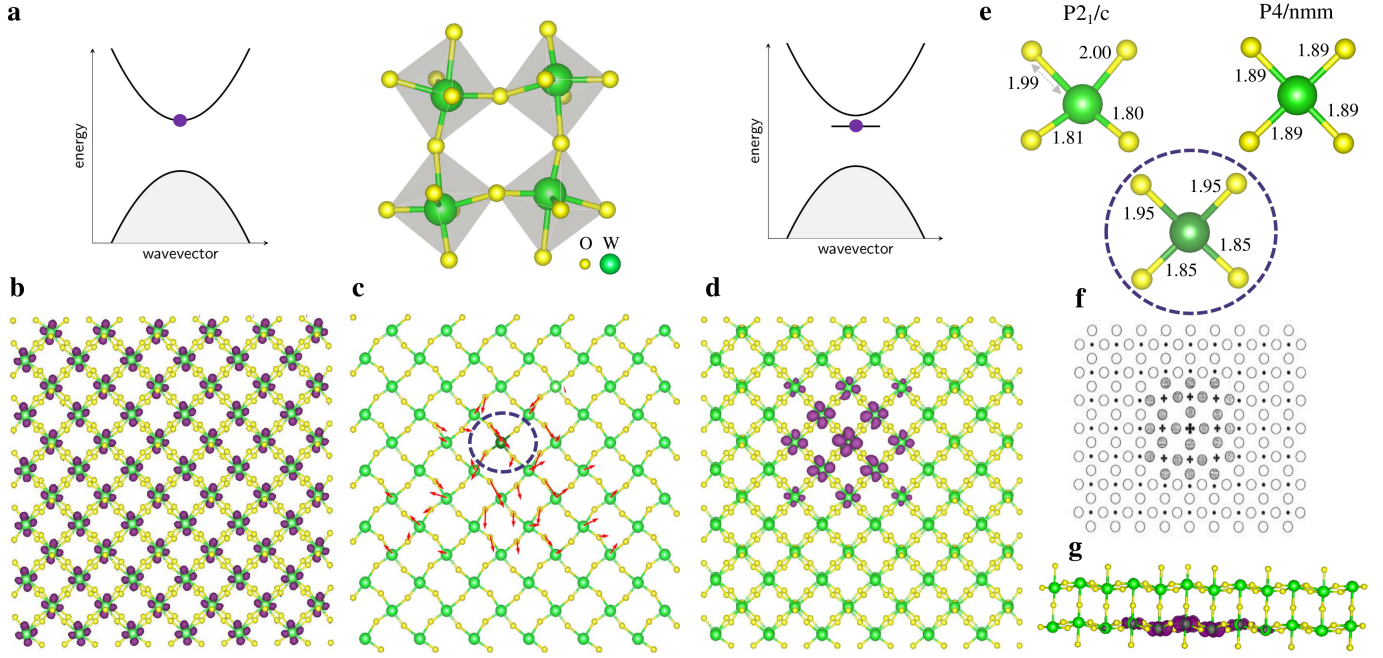 a
energy
wavevector
O W
energy
wavevector
e
P2₁/c
P4/nmm
2.00
1.99
1.80
1.81
1.89
1.89
1.89
1.89
1.95
1.95
1.85
1.85
b
c
d
f
g